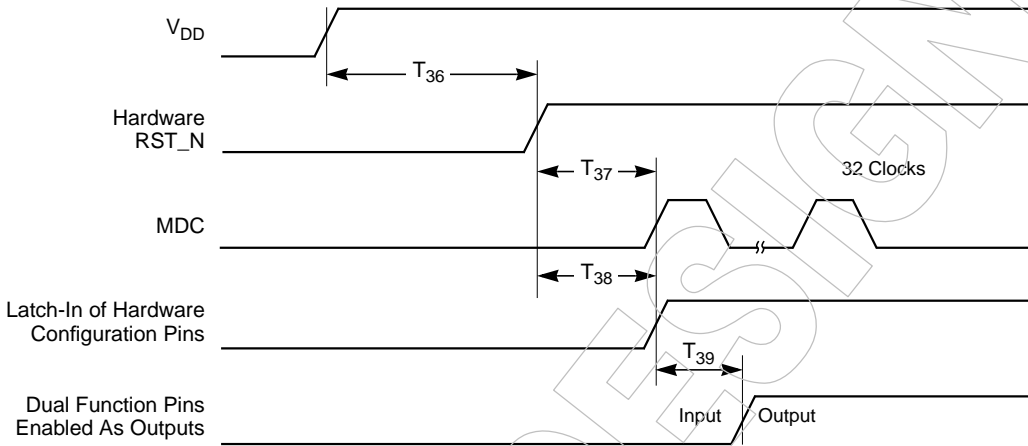 VDD
T36
Hardware
RST_N
T37
32 Clocks
MDC
T38
Latch-In of Hardware
Configuration Pins
T39
Dual Function Pins
Enabled As Outputs
Input
Output